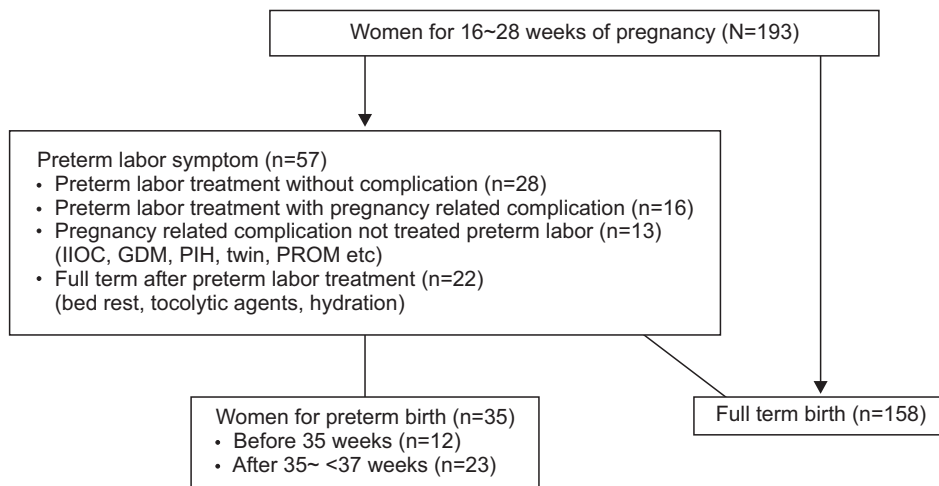 Women for 16~28 weeks of pregnancy (N=193)
Preterm labor symptom (n=57)
• Preterm labor treatment without complication (n=28)
• Preterm labor treatment with pregnancy related complication (n=16)
• Pregnancy related complication not treated preterm labor (n=13)
(IIOC, GDM, PIH, twin, PROM etc)
• Full term after preterm labor treatment (n=22)
(bed rest, tocolytic agents, hydration)
Women for preterm birth (n=35)
• Before 35 weeks (n=12)
• After 35~ <37 weeks (n=23)
Full term birth (n=158)